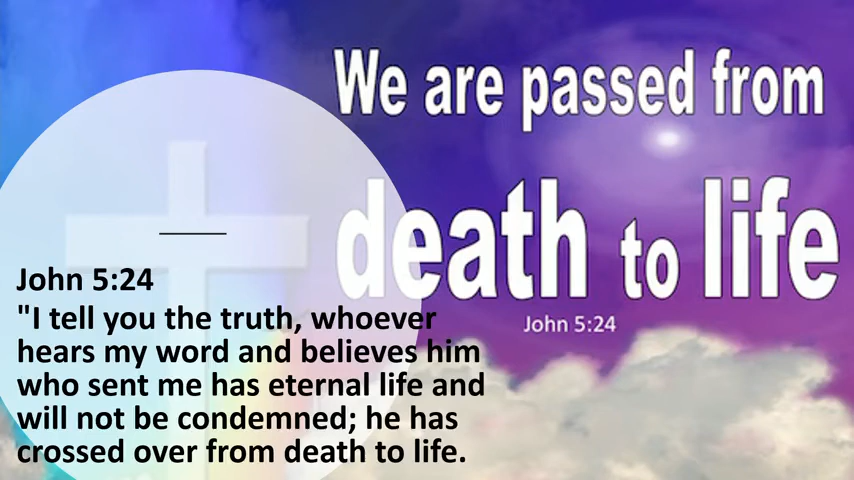 We are passed from
death to life
John 5:24
John 5:24
"I tell you the truth, whoever
hears my word and believes him
who sent me has eternal life and
will not be condemned; he has
crossed over from death to life.